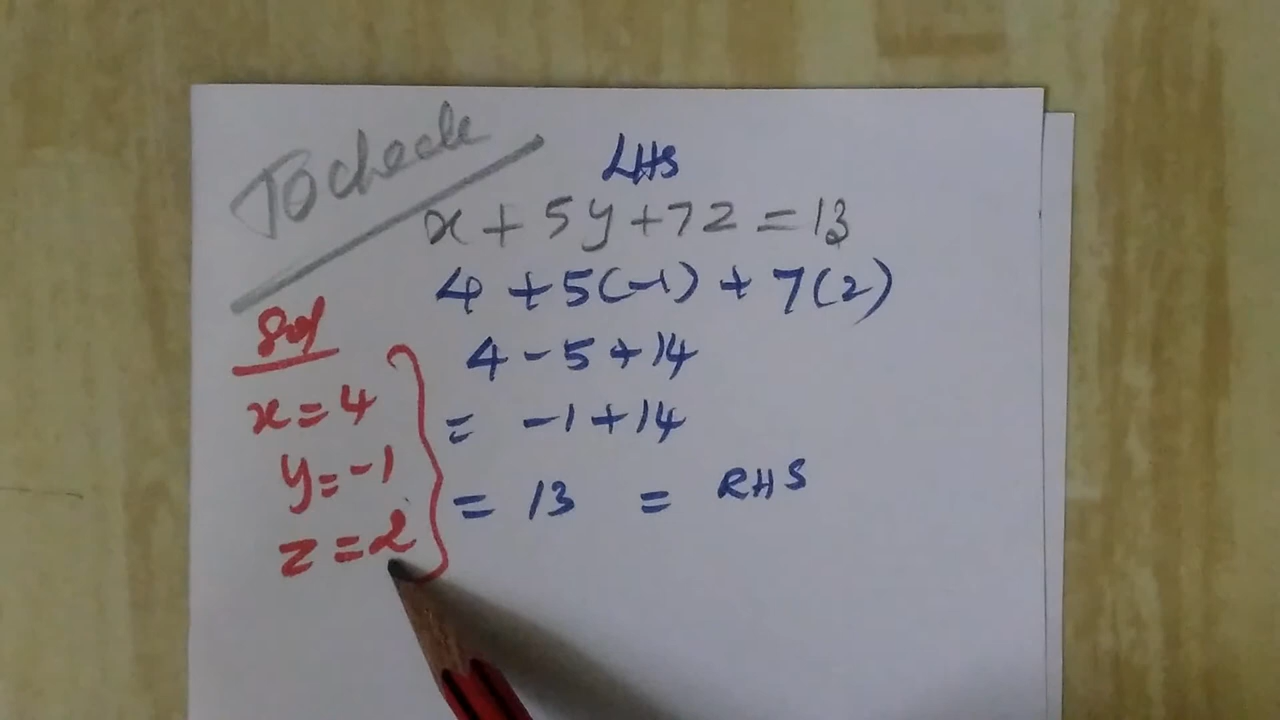 To check
LHS
x + 5y + 7z = 13
4 + 5(-1) + 7(2)
4 - 5 + 14
= -1 + 14
= 13 = RHS
Sol
x = 4
y = -1
z = 2